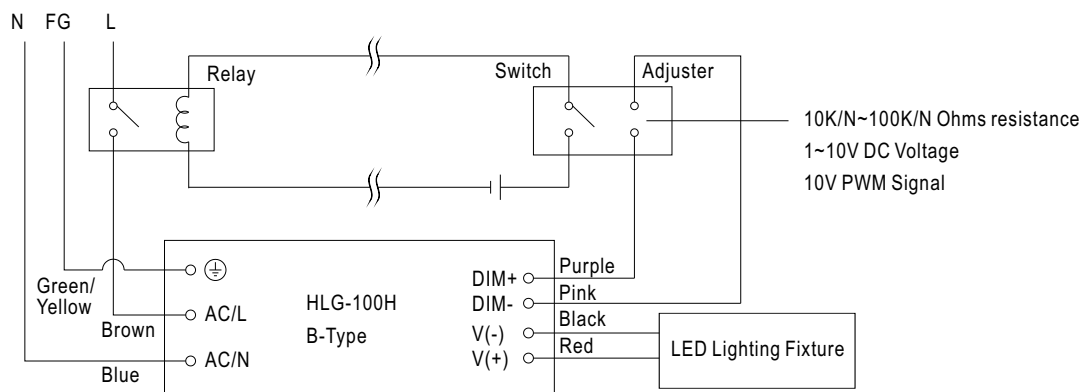 N FG L
Relay
Switch
Adjuster
10K/N~100K/N Ohms resistance
1~10V DC Voltage
10V PWM Signal
Green/
Yellow
Brown
Blue
AC/L
AC/N
HLG-100H
B-Type
DIM+
DIM-
V(-)
V(+)
Purple
Pink
Black
Red
LED Lighting Fixture